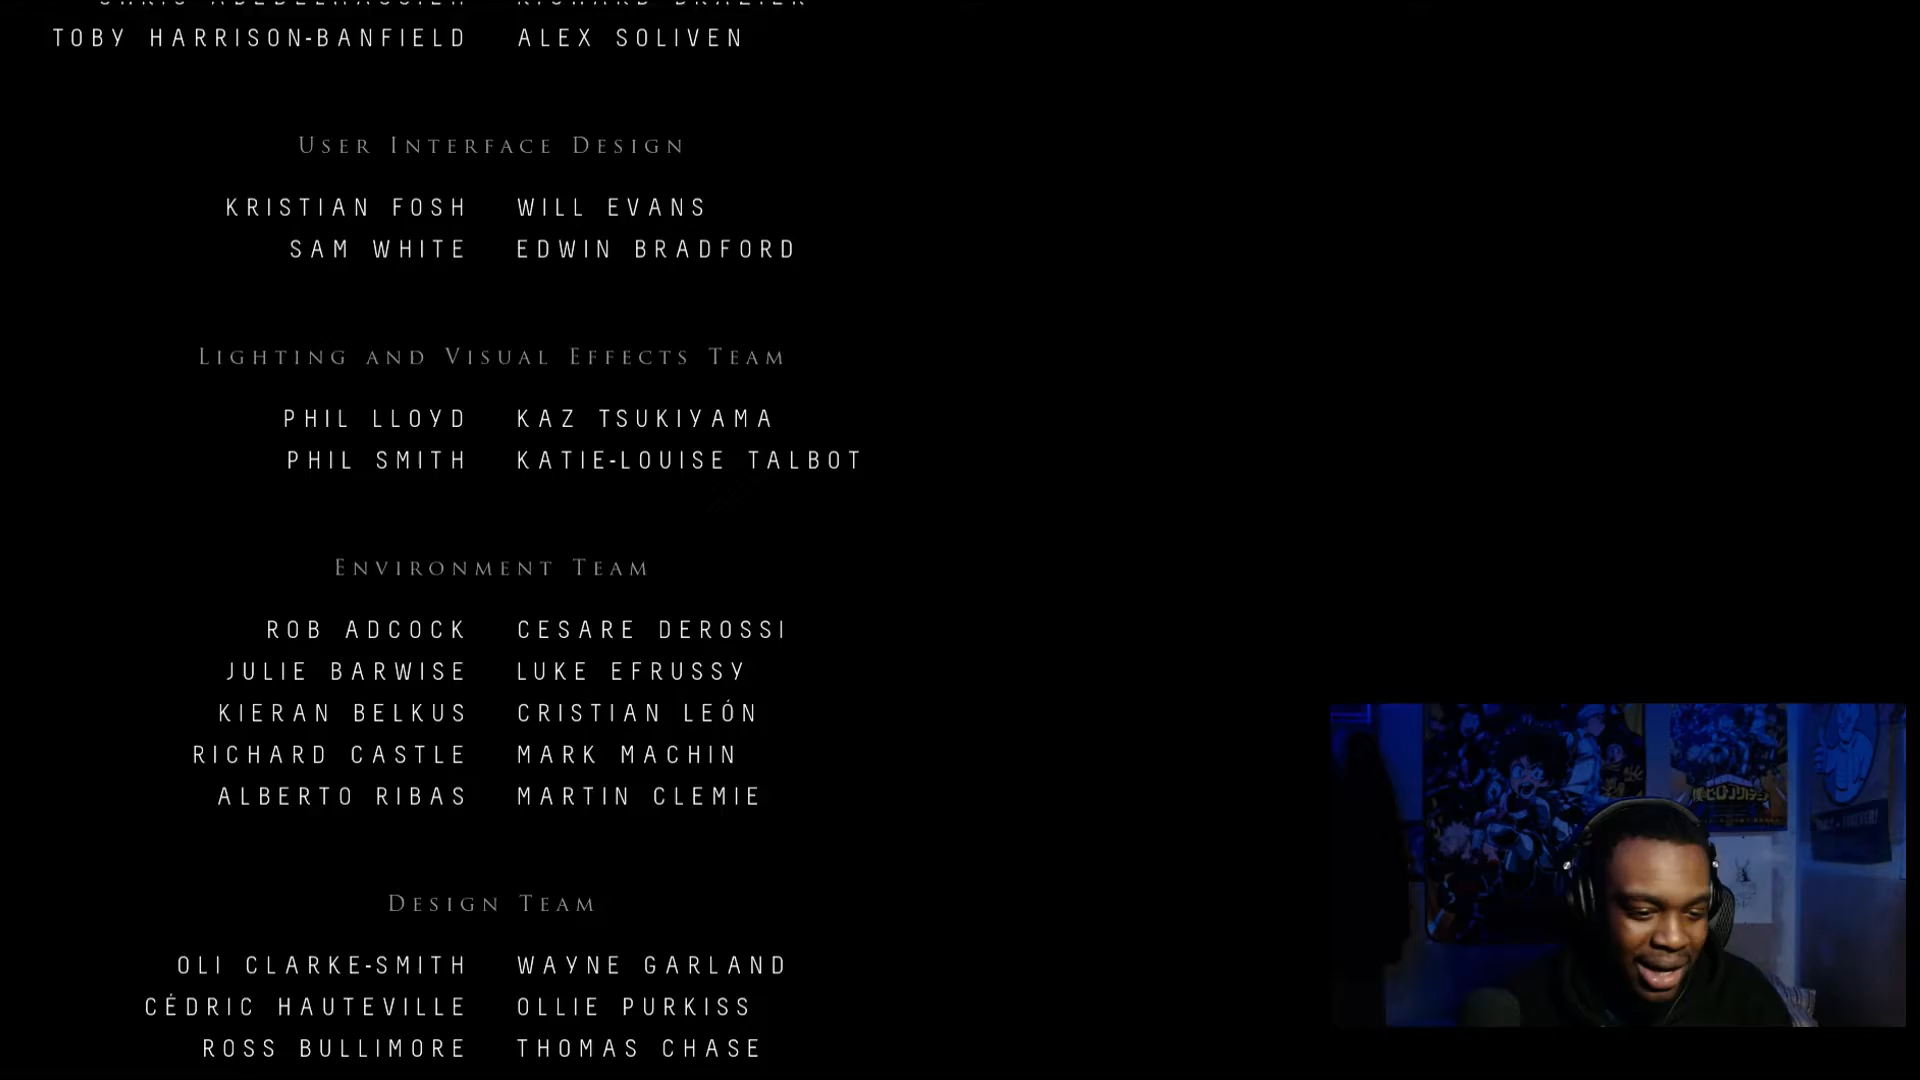 TOBY HARRISON-BANFIELD ALEX SOLIVEN
USER INTERFACE DESIGN
KRISTIAN FOSH WILL EVANS
SAM WHITE EDWIN BRADFORD
LIGHTING AND VISUAL EFFECTS TEAM
PHIL LLOYD KAZ TSUKIYAMA
PHIL SMITH KATIE-LOUISE TALBOT
ENVIRONMENT TEAM
ROB ADCOCK CESARE DEROSSI
JULIE BARWISE LUKE EFRUSSY
KIERAN BELKUS CRISTIAN LEÓN
RICHARD CASTLE MARK MACHIN
ALBERTO RIBAS MARTIN CLEMIE
DESIGN TEAM
OLI CLARKE-SMITH WAYNE GARLAND
CÉDRIC HAUTEVILLE OLLIE PURKISS
ROSS BULLIMORE THOMAS CHASE